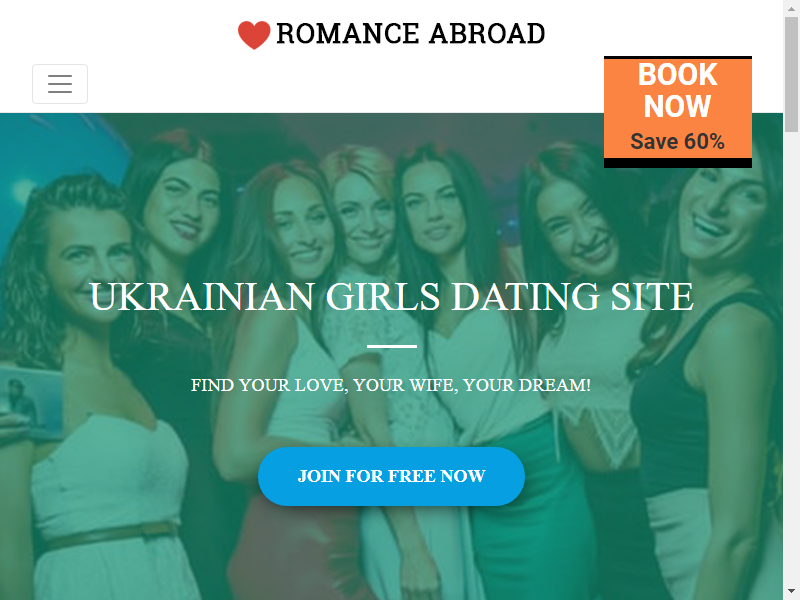 ROMANCE ABROAD
BOOK
NOW
Save 60%
UKRAINIAN GIRLS DATING SITE
FIND YOUR LOVE, YOUR WIFE, YOUR DREAM!
JOIN FOR FREE NOW